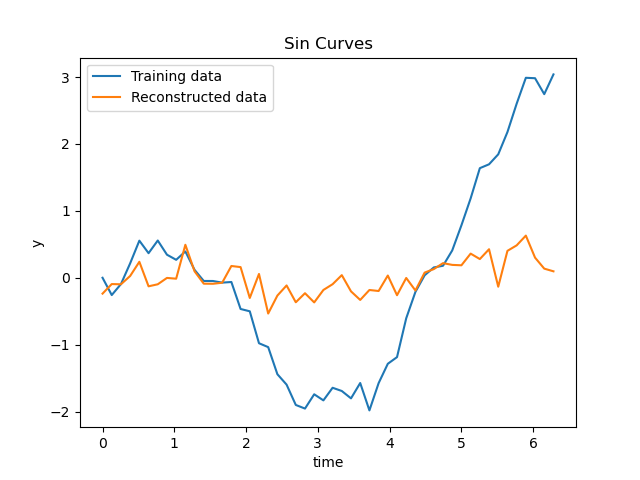 Sin Curves
Training data
Reconstructed data
3
2
1
0
−1
−2
y
0 1 2 3 4 5 6
time